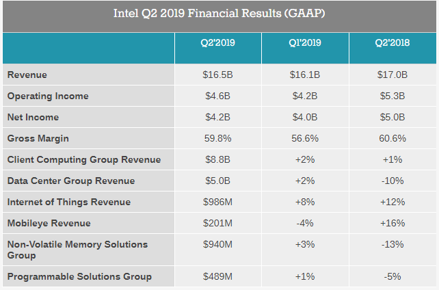 Intel Q2 2019 Financial Results (GAAP)
Q2'2019 Q1'2019 Q2'2018
Revenue $16.5B $16.1B $17.0B
Operating Income $4.6B $4.2B $5.3B
Net Income $4.2B $4.0B $5.0B
Gross Margin 59.8% 56.6% 60.6%
Client Computing Group Revenue $8.8B +2% +1%
Data Center Group Revenue $5.0B +2% -10%
Internet of Things Revenue $986M +8% +12%
Mobileye Revenue $201M -4% +16%
Non-Volatile Memory Solutions
Group $940M +3% -13%
Programmable Solutions Group $489M +1% -5%